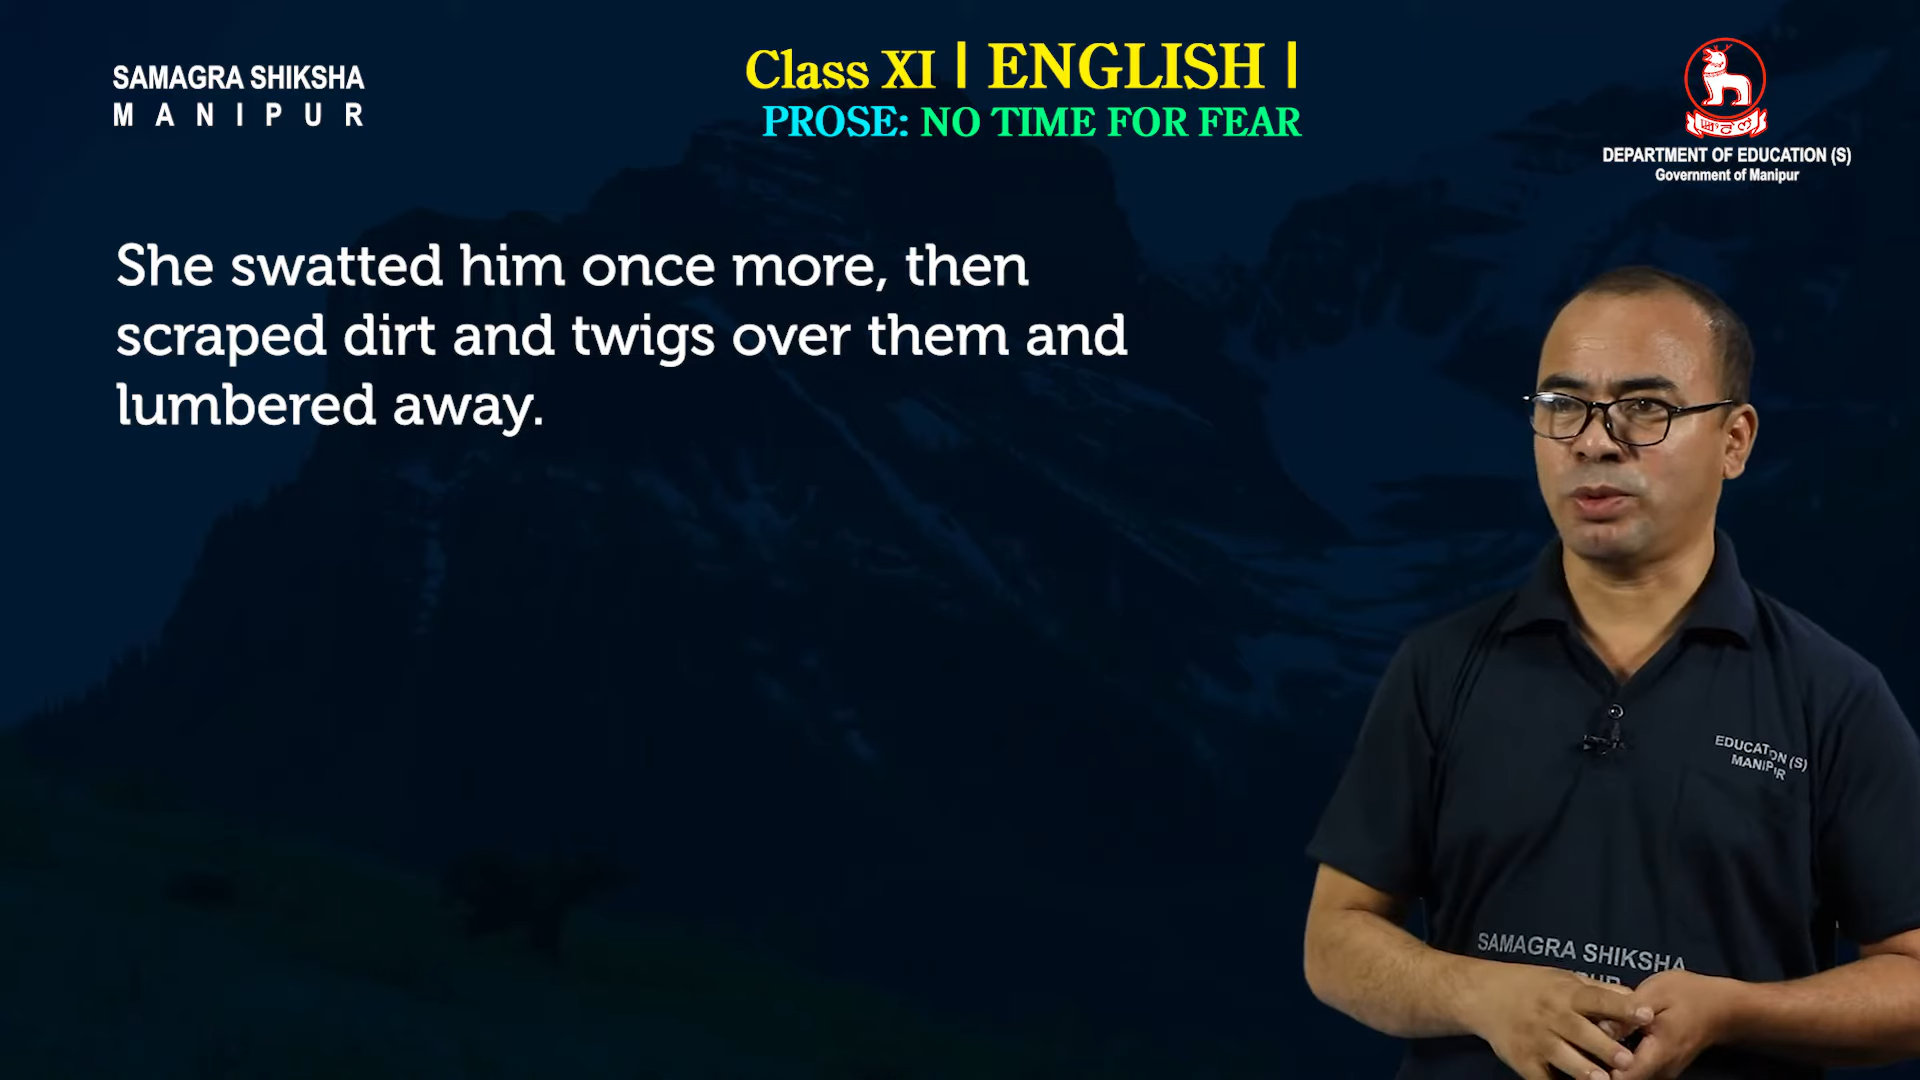 SAMAGRA SHIKSHA
MANIPUR
Class XI | ENGLISH |
PROSE: NO TIME FOR FEAR
DEPARTMENT OF EDUCATION (S)
Government of Manipur
She swatted him once more, then
scraped dirt and twigs over them and
lumbered away.
EDUCATION (S)
MANIPUR
SAMAGRA SHIKSHA